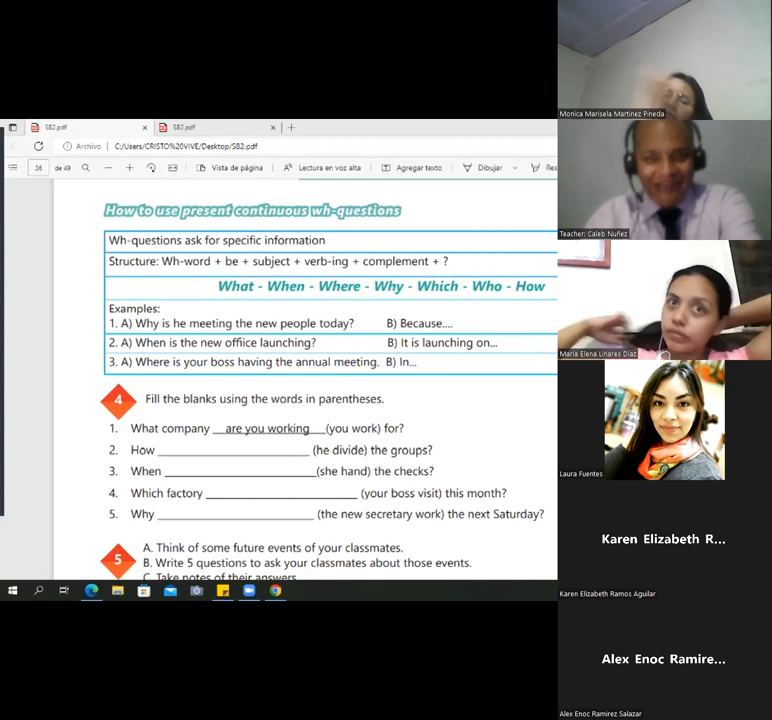 SB2.pdf
SB2.pdf
Archivo
C:/Users/CRISTO%20VIVE/Desktop/SB2.pdf
36 de 49
Vista de página
Lectura en voz alta
Agregar texto
Dibujar
Res
How to use present continuous wh-questions
Wh-questions ask for specific information
Structure: Wh-word + be + subject + verb-ing + complement + ?
What - When - Where - Why - Which - Who - How
Examples:
1. A) Why is he meeting the new people today? B) Because....
2. A) When is the new office launching? B) It is launching on...
3. A) Where is your boss having the annual meeting. B) In...
4 Fill the blanks using the words in parentheses.
1. What company __are you working___(you work) for?
2. How ____________________ (he divide) the groups?
3. When ____________________(she hand) the checks?
4. Which factory ____________________ (your boss visit) this month?
5. Why ____________________ (the new secretary work) the next Saturday?
5 A. Think of some future events of your classmates.
B. Write 5 questions to ask your classmates about those events.
C. Take notes of their answers
Monica Marisela Martinez Pineda
Teacher: Caleb Nuñez
Maria Elena Linares Diaz
Laura Fuentes
Karen Elizabeth R...
Karen Elizabeth Ramos Aguilar
Alex Enoc Ramire...
Alex Enoc Ramirez Salazar